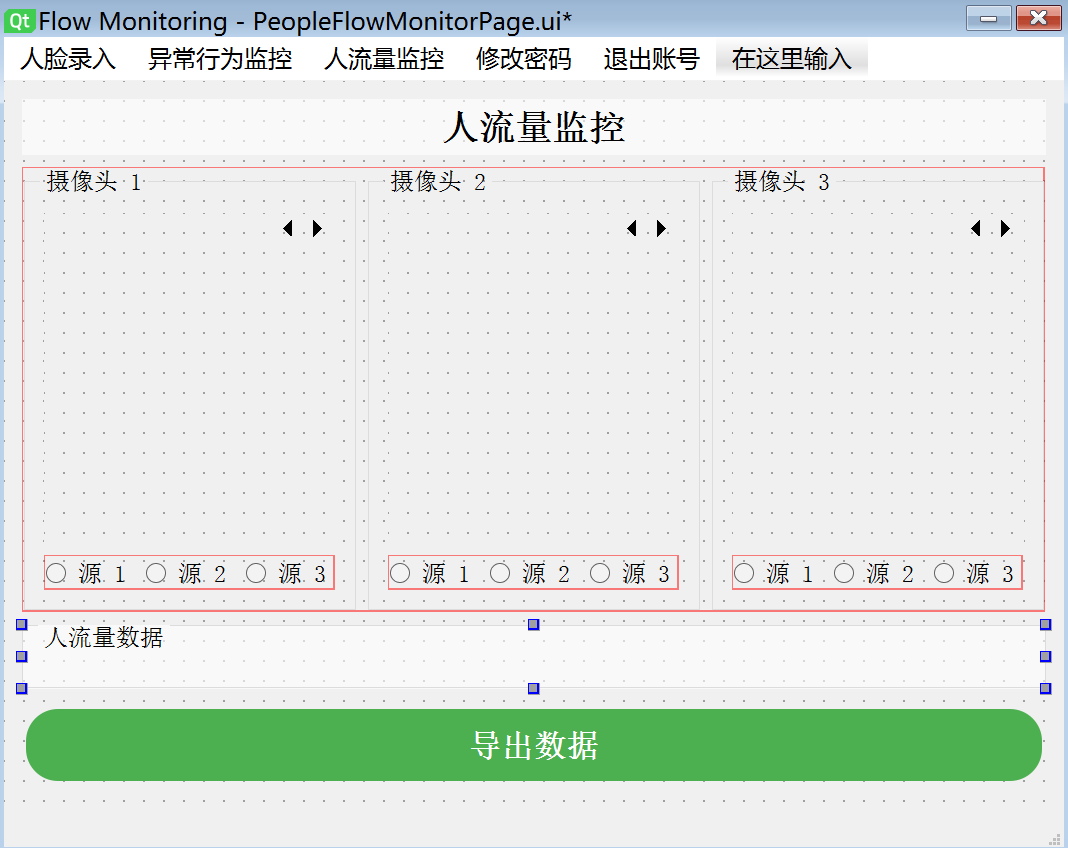 Qt Flow Monitoring - PeopleFlowMonitorPage.ui*
人脸录入 异常行为监控 人流量监控 修改密码 退出账号 在这里输入
人流量监控
摄像头 1 摄像头 2 摄像头 3
源 1 源 2 源 3 源 1 源 2 源 3 源 1 源 2 源 3
人流量数据
导出数据